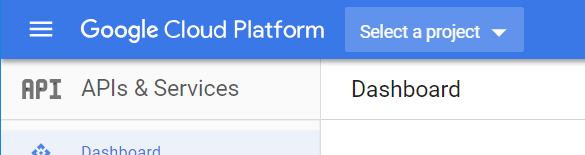 Google Cloud Platform
Select a project
API APIs & Services
Dashboard
Dashboard